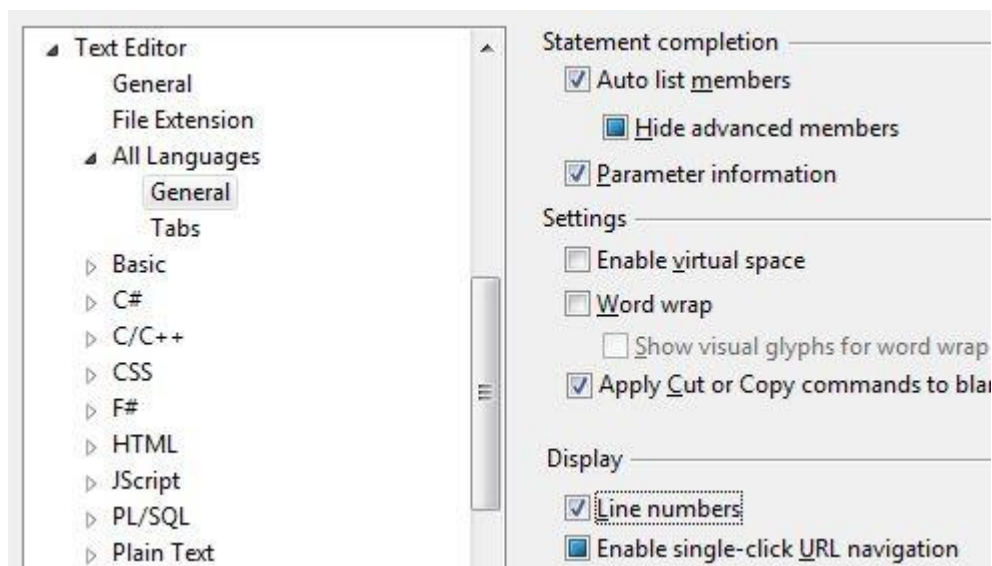 Text Editor
General
File Extension
All Languages
General
Tabs
Basic
C#
C/C++
CSS
F#
HTML
JScript
PL/SQL
Plain Text
Statement completion
Auto list members
Hide advanced members
Parameter information
Settings
Enable virtual space
Word wrap
Show visual glyphs for word wrap
Apply Cut or Copy commands to blan
Display
Line numbers
Enable single-click URL navigation